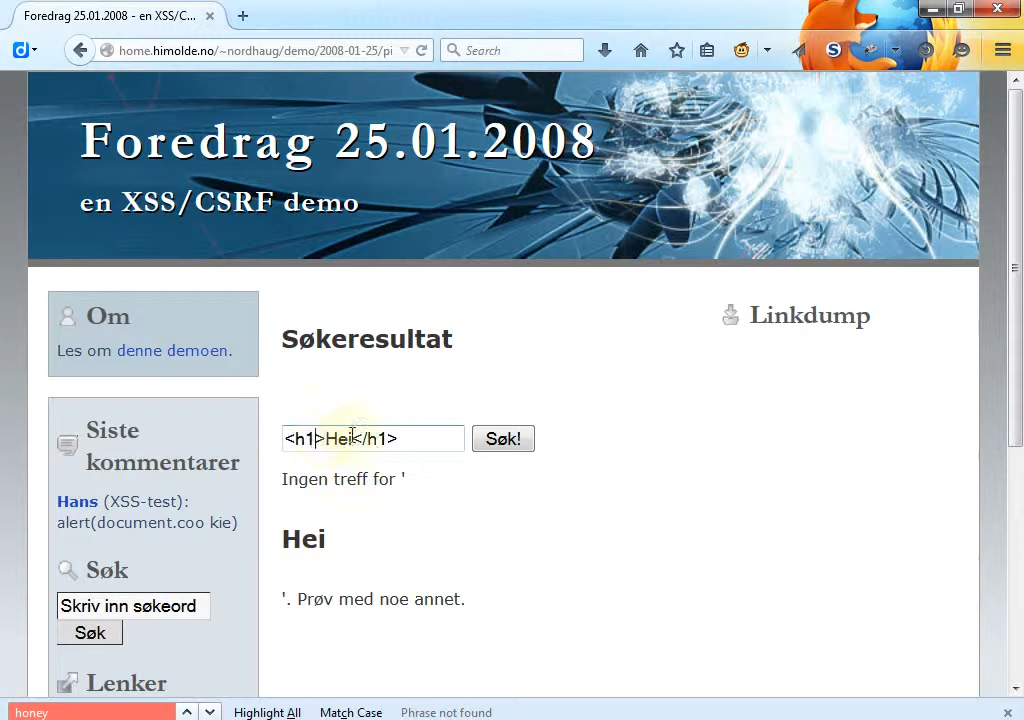 Foredrag 25.01.2008 - en XSS/C...
home.himolde.no/~nordhaug/demo/2008-01-25/pi
Search
Foredrag 25.01.2008
en XSS/CSRF demo
Om
Les om denne demoen.
Siste
kommentarer
Hans (XSS-test):
alert(document.coo kie)
Søk
Skriv inn søkeord
Søk
Lenker
Søkeresultat
<h1>Hei</h1>
Søk!
Ingen treff for '
Hei
'. Prøv med noe annet.
Linkdump
honey
Highlight All
Match Case
Phrase not found